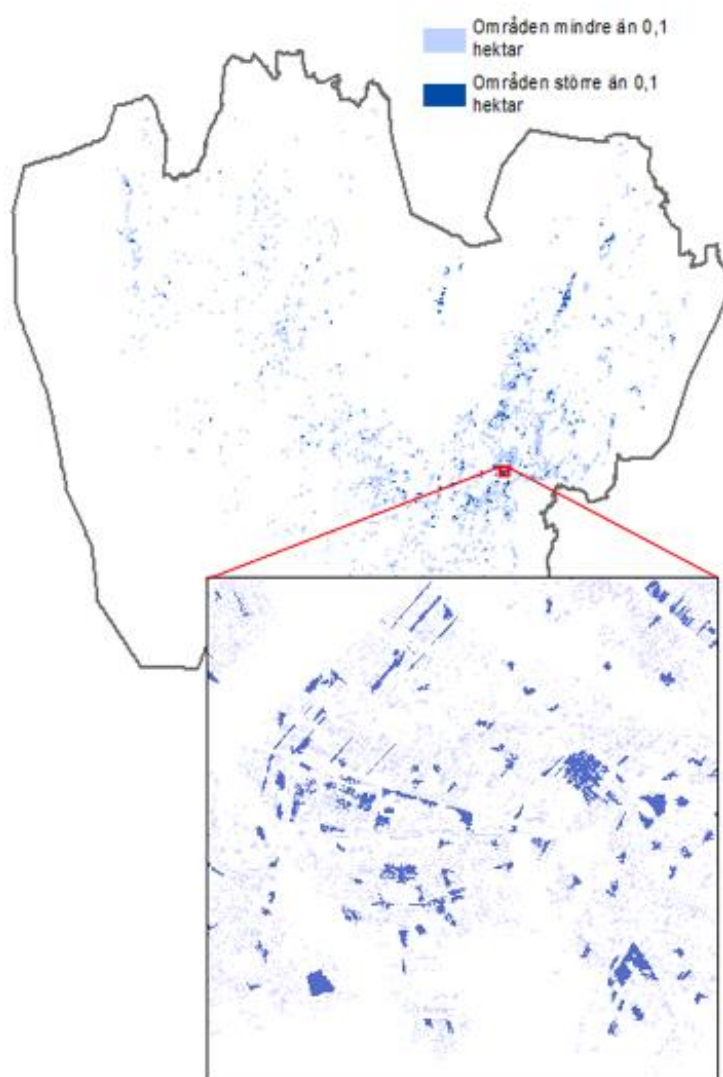 Områden mindre än 0,1
hektar
Områden större än 0,1
hektar